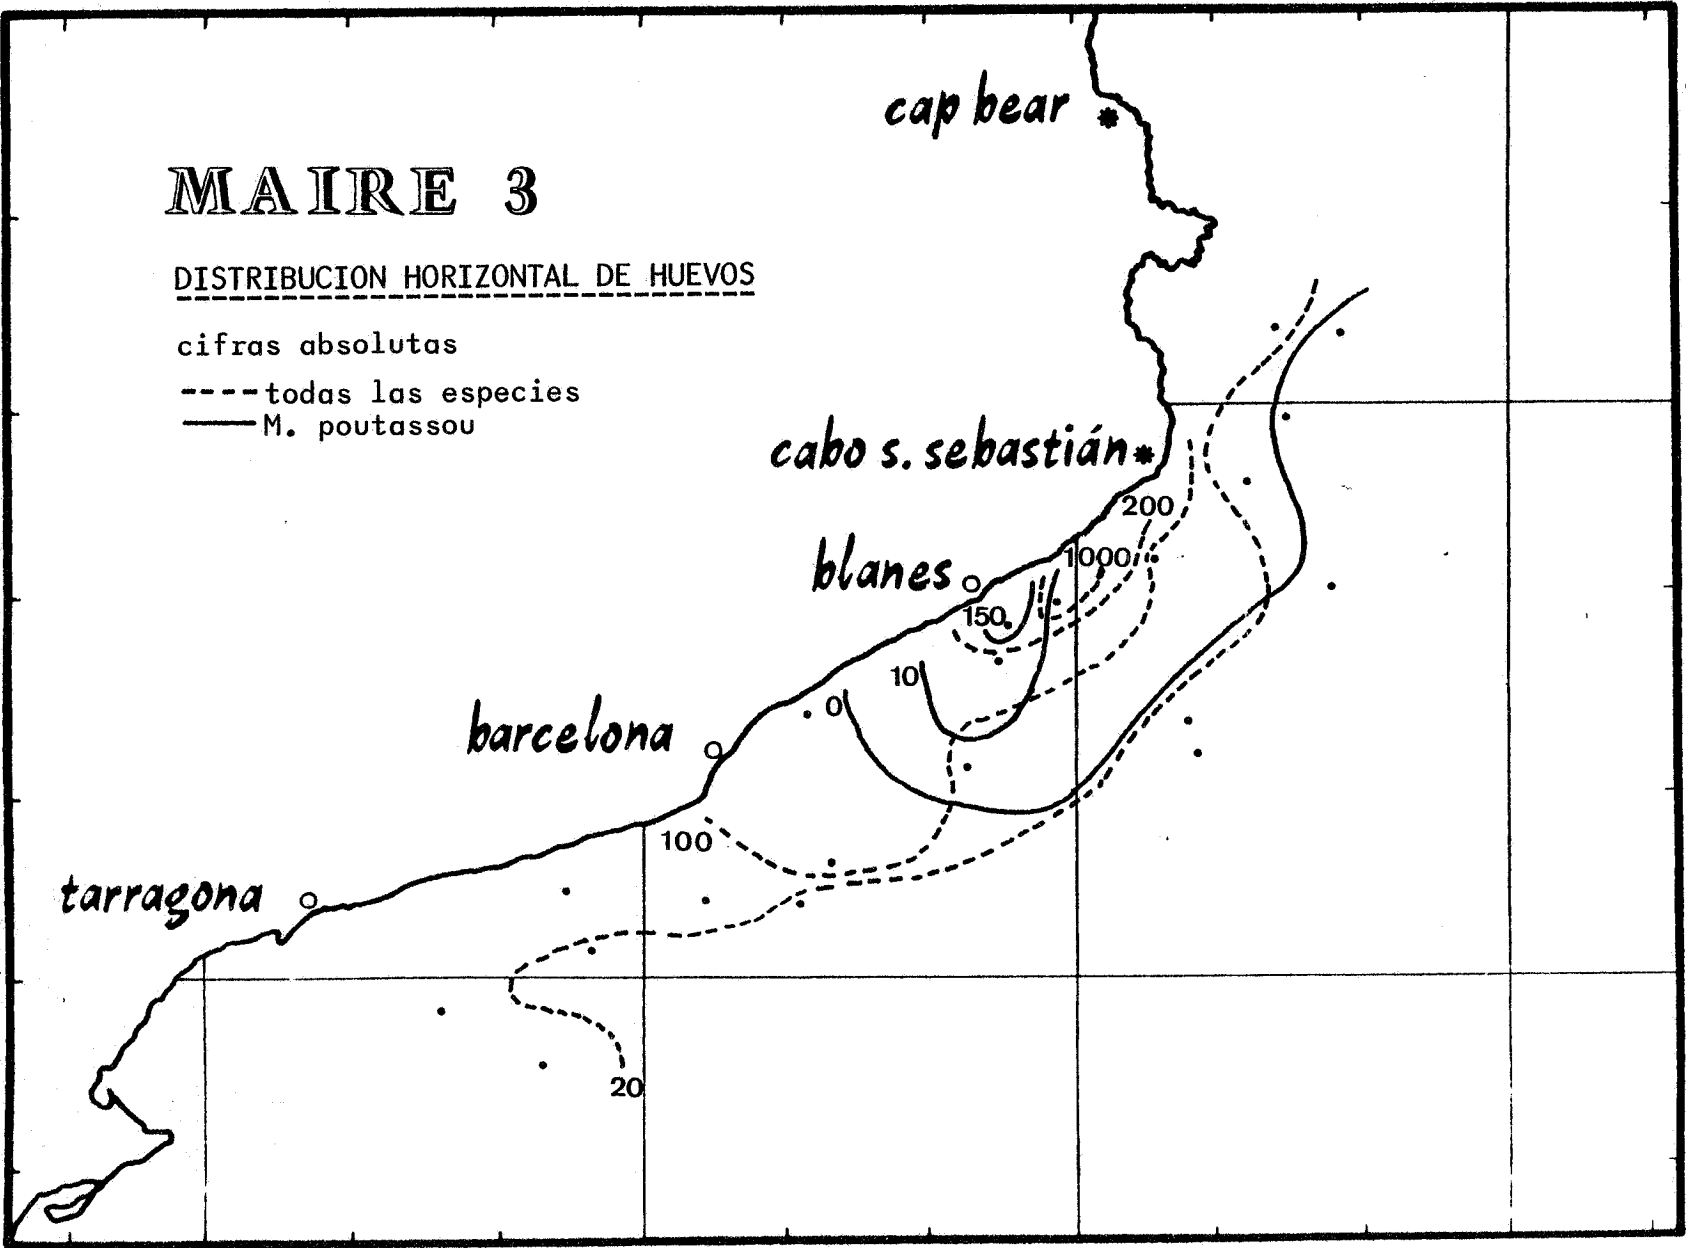 cap bear
MAIRE 3
DISTRIBUCION HORIZONTAL DE HUEVOS
cifras absolutas
----todas las especies
M. poutassou
cabo s. sebastián
200
1000
blanes
150
10
0
barcelona
100
tarragona
20